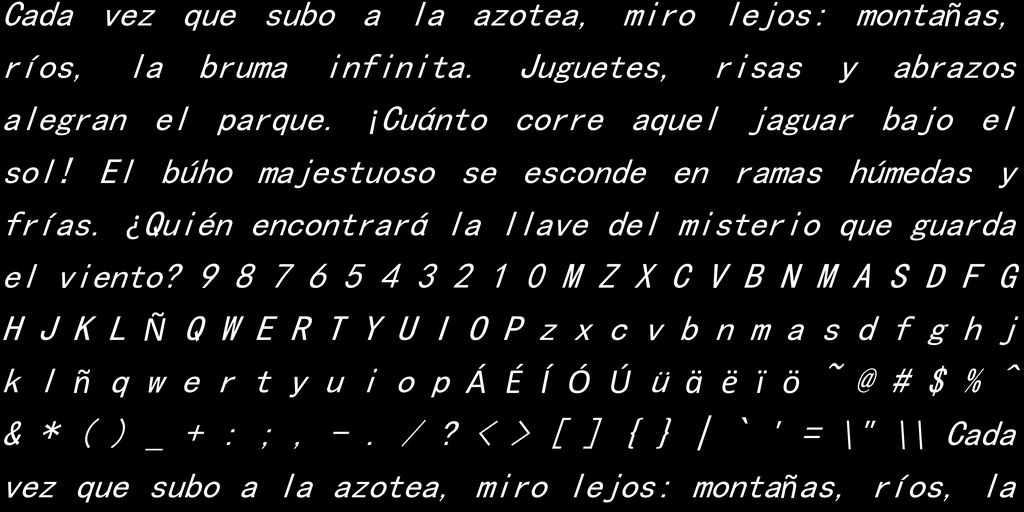 Cada vez que subo a la azotea, miro lejos: montañas,
ríos, la bruma infinita. Juguetes, risas y abrazos
alegran el parque. ¡Cuánto corre aquel jaguar bajo el
sol! El búho majestuoso se esconde en ramas húmedas y
frías. ¿Quién encontrará la llave del misterio que guarda
el viento? 9 8 7 6 5 4 3 2 1 0 M Z X C V B N M A S D F G
H J K L Ñ Q W E R T Y U I O P z x c v b n m a s d f g h j
k l ñ q w e r t y u i o p Á É Í Ó Ú ü ä ë ï ö ~ @ # $ % ^
& * ( ) _ + : ; , - . / ? < > [ ] { } | ` ' = \" \\ Cada
vez que subo a la azotea, miro lejos: montañas, ríos, la